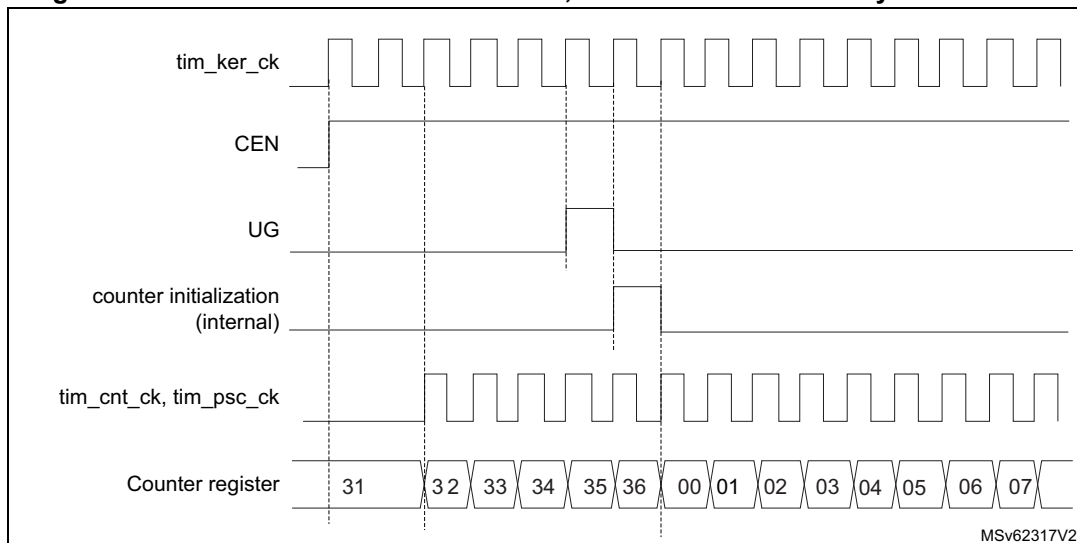 tim_ker_ck
CEN
UG
counter initialization
(internal)
tim_cnt_ck, tim_psc_ck
Counter register 31 32 33 34 35 36 00 01 02 03 04 05 06 07
MSv62317V2